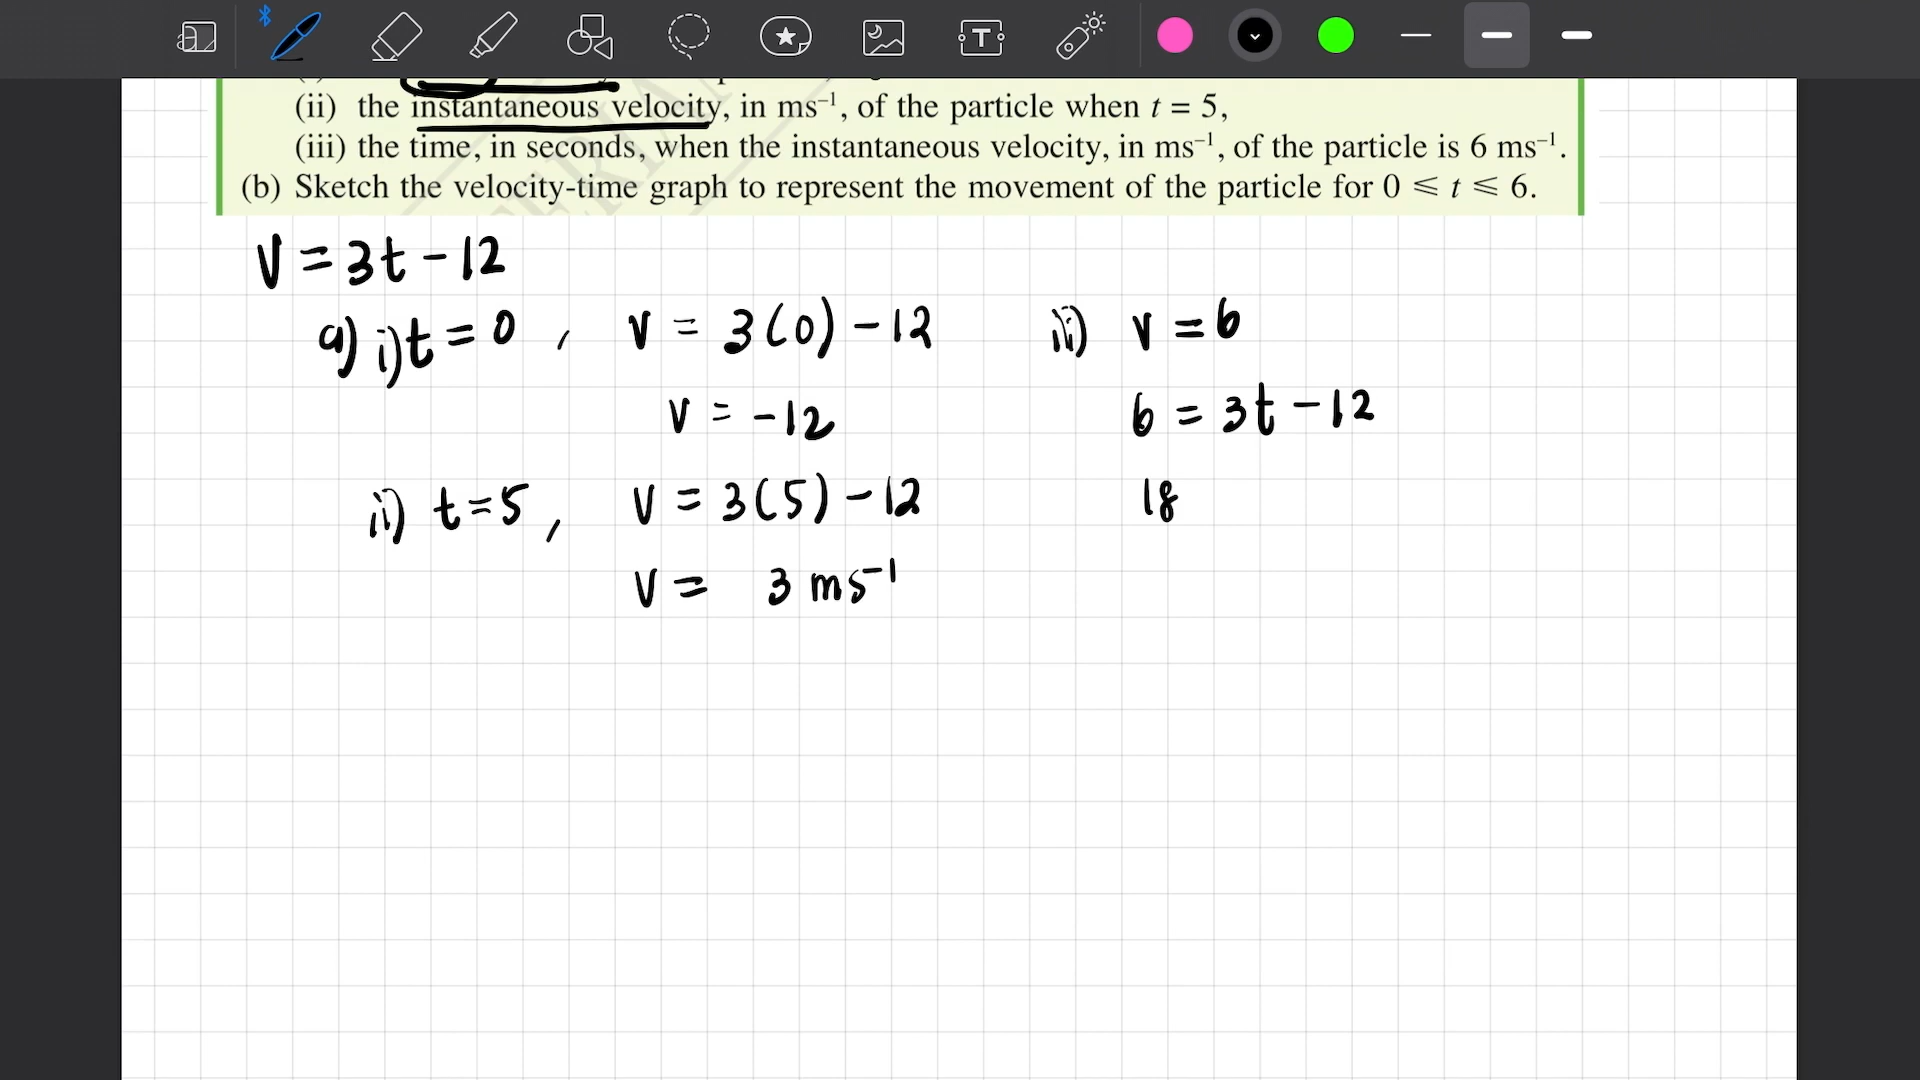 (ii) the instantaneous velocity, in ms⁻¹, of the particle when t = 5,
(iii) the time, in seconds, when the instantaneous velocity, in ms⁻¹, of the particle is 6 ms⁻¹.
(b) Sketch the velocity-time graph to represent the movement of the particle for 0 ⩽ t ⩽ 6.
V = 3t - 12
a) i) t = 0 , v = 3(0) - 12
v = -12
ii) t = 5 , v = 3(5) - 12
v = 3 ms⁻¹
iii) v = 6
6 = 3t - 12
18